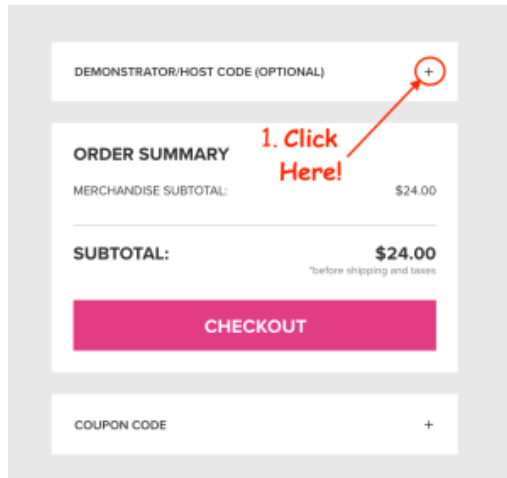 DEMONSTRATOR/HOST CODE (OPTIONAL) +
1. Click
Here!
ORDER SUMMARY
MERCHANDISE SUBTOTAL: $24.00
SUBTOTAL: $24.00
*before shipping and taxes
CHECKOUT
COUPON CODE +